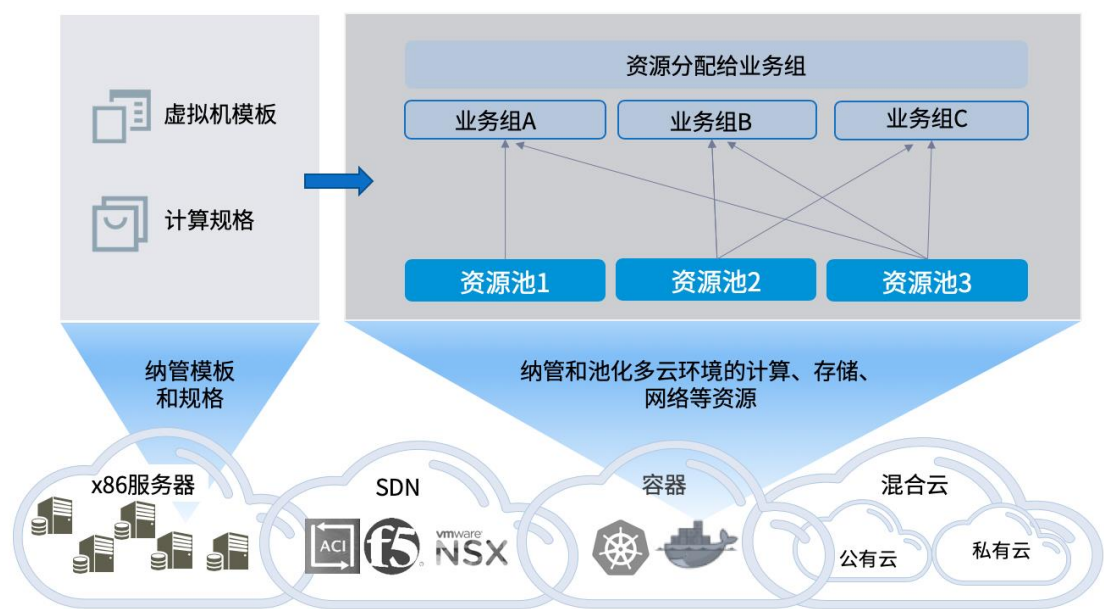 虚拟机模板
计算规格
资源分配给业务组
业务组A
业务组B
业务组C
资源池1
资源池2
资源池3
纳管模板
和规格
纳管和池化多云环境的计算、存储、
网络等资源
x86服务器
SDN
ACI
f5
vmware
NSX
容器
混合云
公有云
私有云